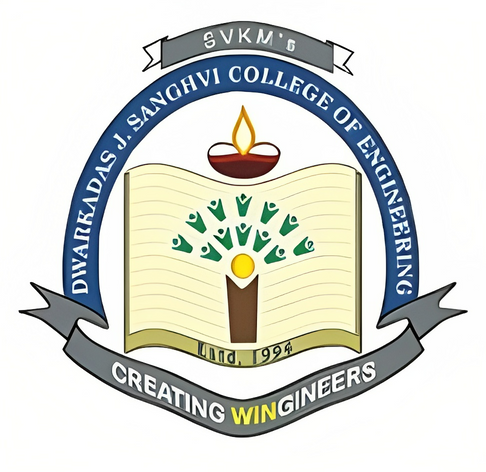 SVKM's
DWARKADAS J. SANGHVI COLLEGE OF ENGINEERING
1994
CREATING WINGINEERS